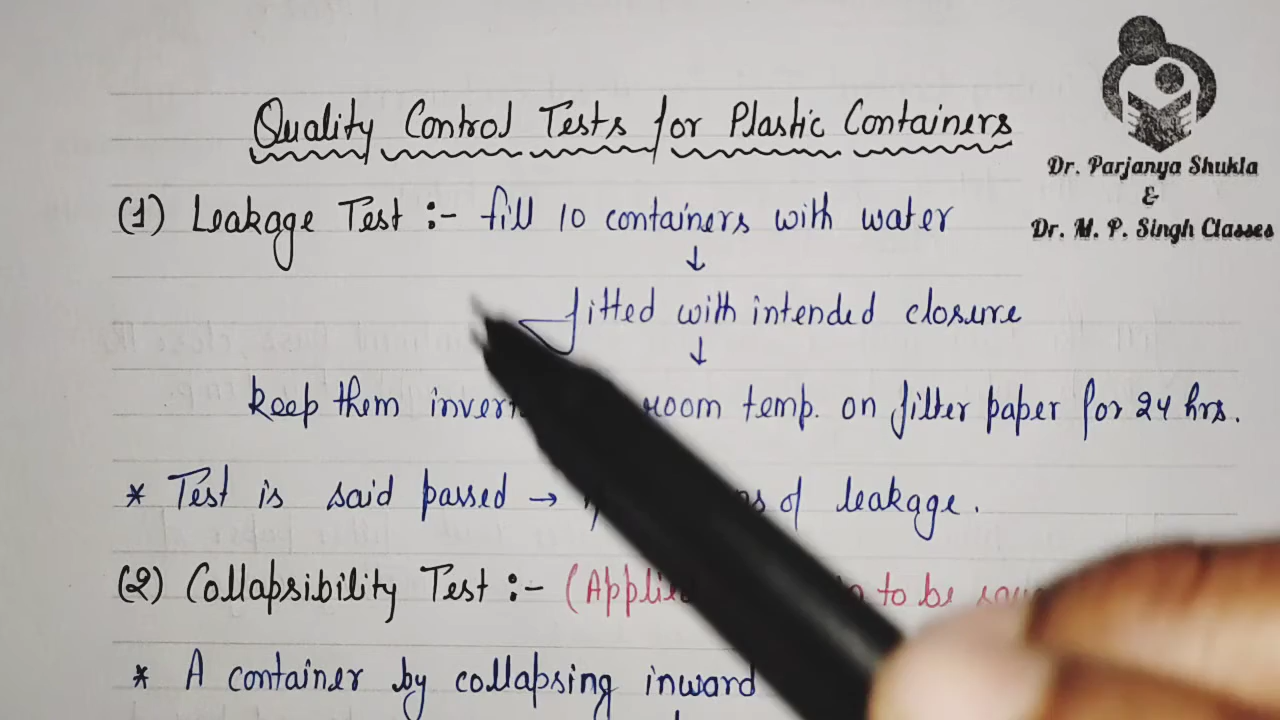 Quality Control Tests for Plastic Containers
Dr. Parjanya Shukla
&
Dr. M. P. Singh Classes
(1) Leakage Test :- fill 10 containers with water
↓
fitted with intended closure
↓
keep them room temp. on filter paper for 24 hrs.
* Test is said passed → of leakage.
(2) Collapsibility Test :- ( to be
* A container by collapsing inward